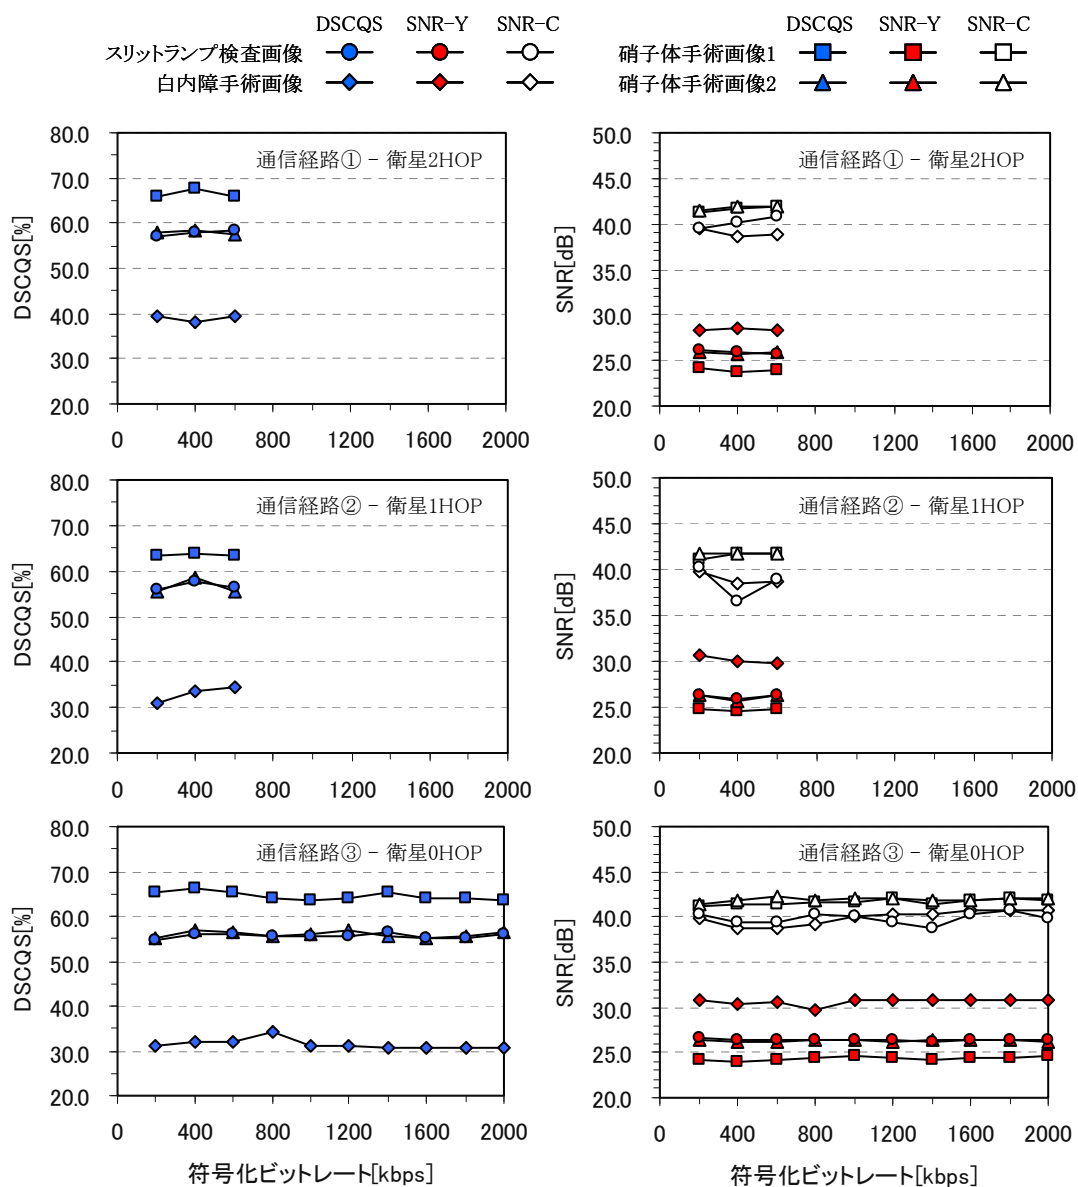 DSCQS SNR-Y SNR-C
スリットランプ検査画像
白内障手術画像
DSCQS SNR-Y SNR-C
硝子体手術画像1
硝子体手術画像2
通信経路① - 衛星2HOP
DSCQS[%]
80.0
70.0
60.0
50.0
40.0
30.0
20.0
0 400 800 1200 1600 2000
通信経路① - 衛星2HOP
SNR[dB]
50.0
45.0
40.0
35.0
30.0
25.0
20.0
0 400 800 1200 1600 2000
通信経路② - 衛星1HOP
DSCQS[%]
80.0
70.0
60.0
50.0
40.0
30.0
20.0
0 400 800 1200 1600 2000
通信経路② - 衛星1HOP
SNR[dB]
50.0
45.0
40.0
35.0
30.0
25.0
20.0
0 400 800 1200 1600 2000
通信経路③ - 衛星0HOP
DSCQS[%]
80.0
70.0
60.0
50.0
40.0
30.0
20.0
0 400 800 1200 1600 2000
符号化ビットレート[kbps]
通信経路③ - 衛星0HOP
SNR[dB]
50.0
45.0
40.0
35.0
30.0
25.0
20.0
0 400 800 1200 1600 2000
符号化ビットレート[kbps]